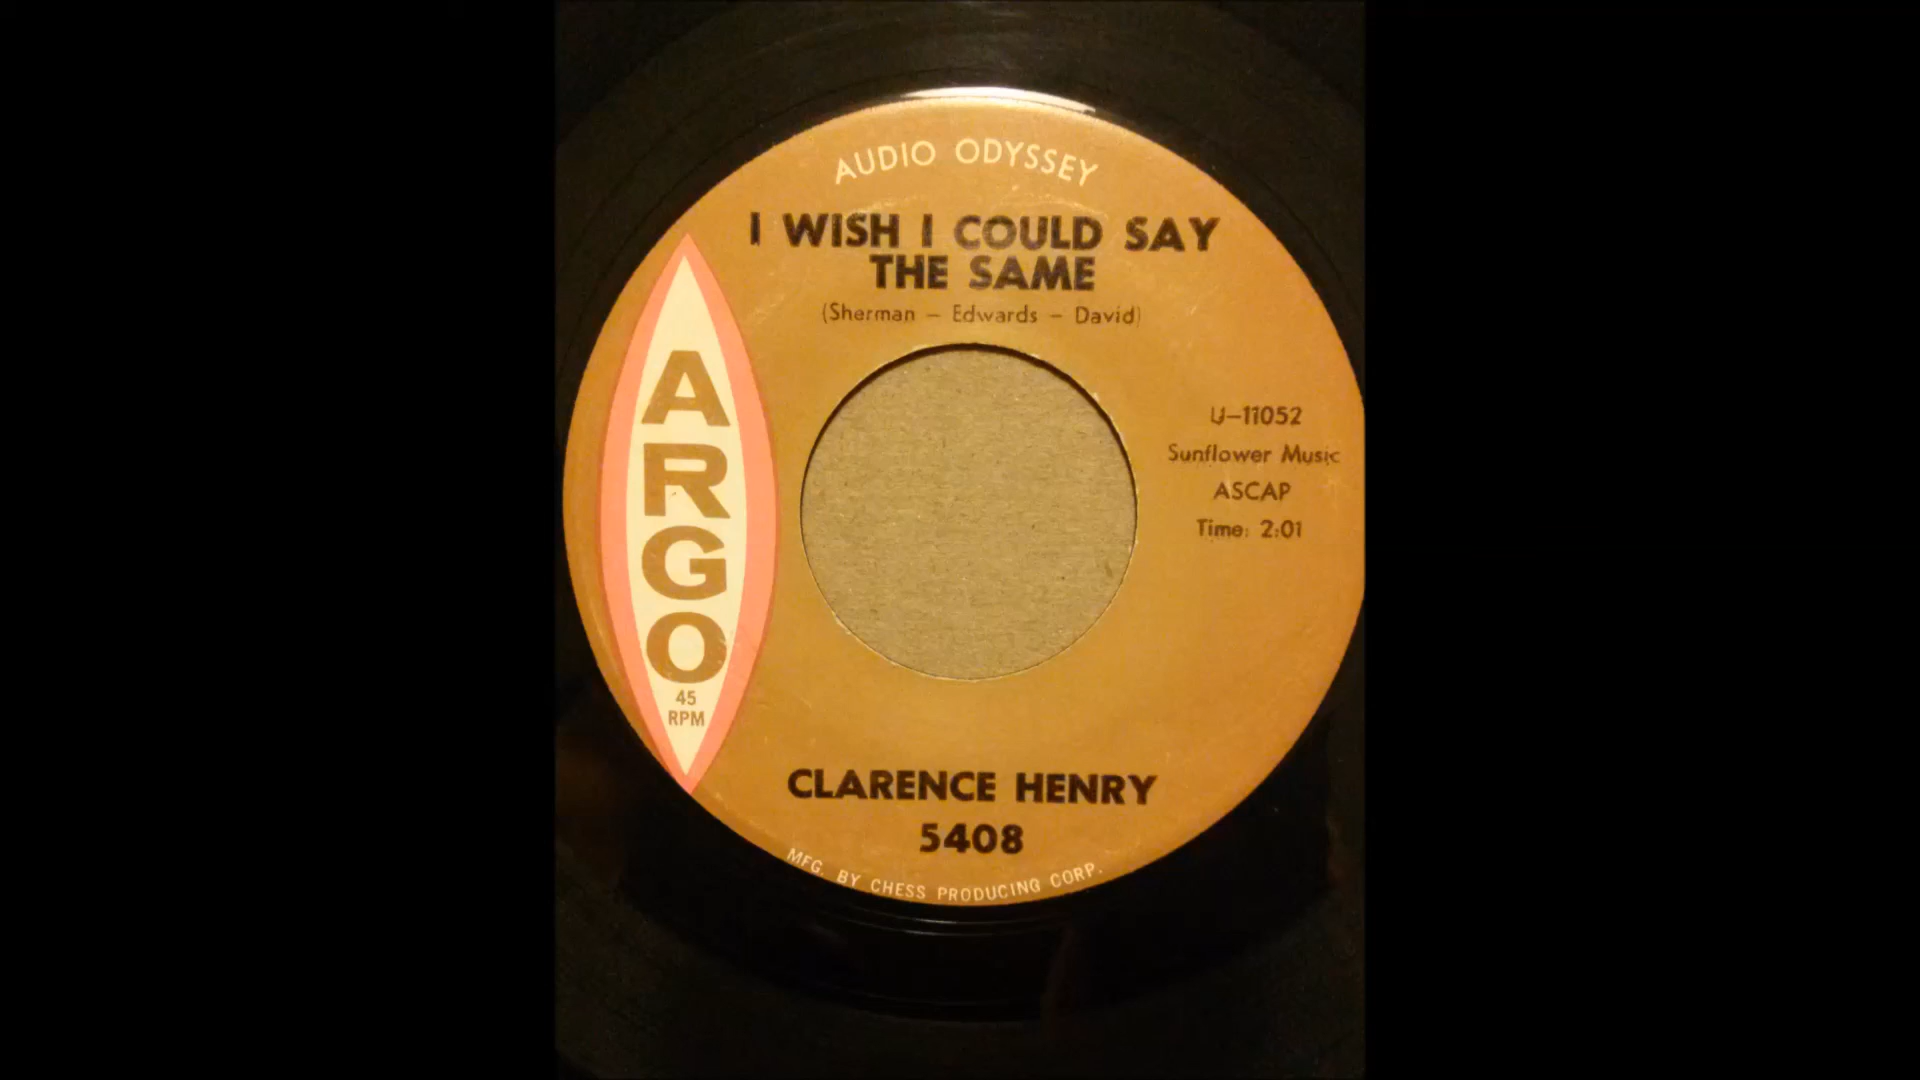 AUDIO ODYSSEY
I WISH I COULD SAY
THE SAME
(Sherman – Edwards – David)
ARGO
45
RPM
U–11052
Sunflower Music
ASCAP
Time: 2:01
CLARENCE HENRY
5408
MFG. BY CHESS PRODUCING CORP.